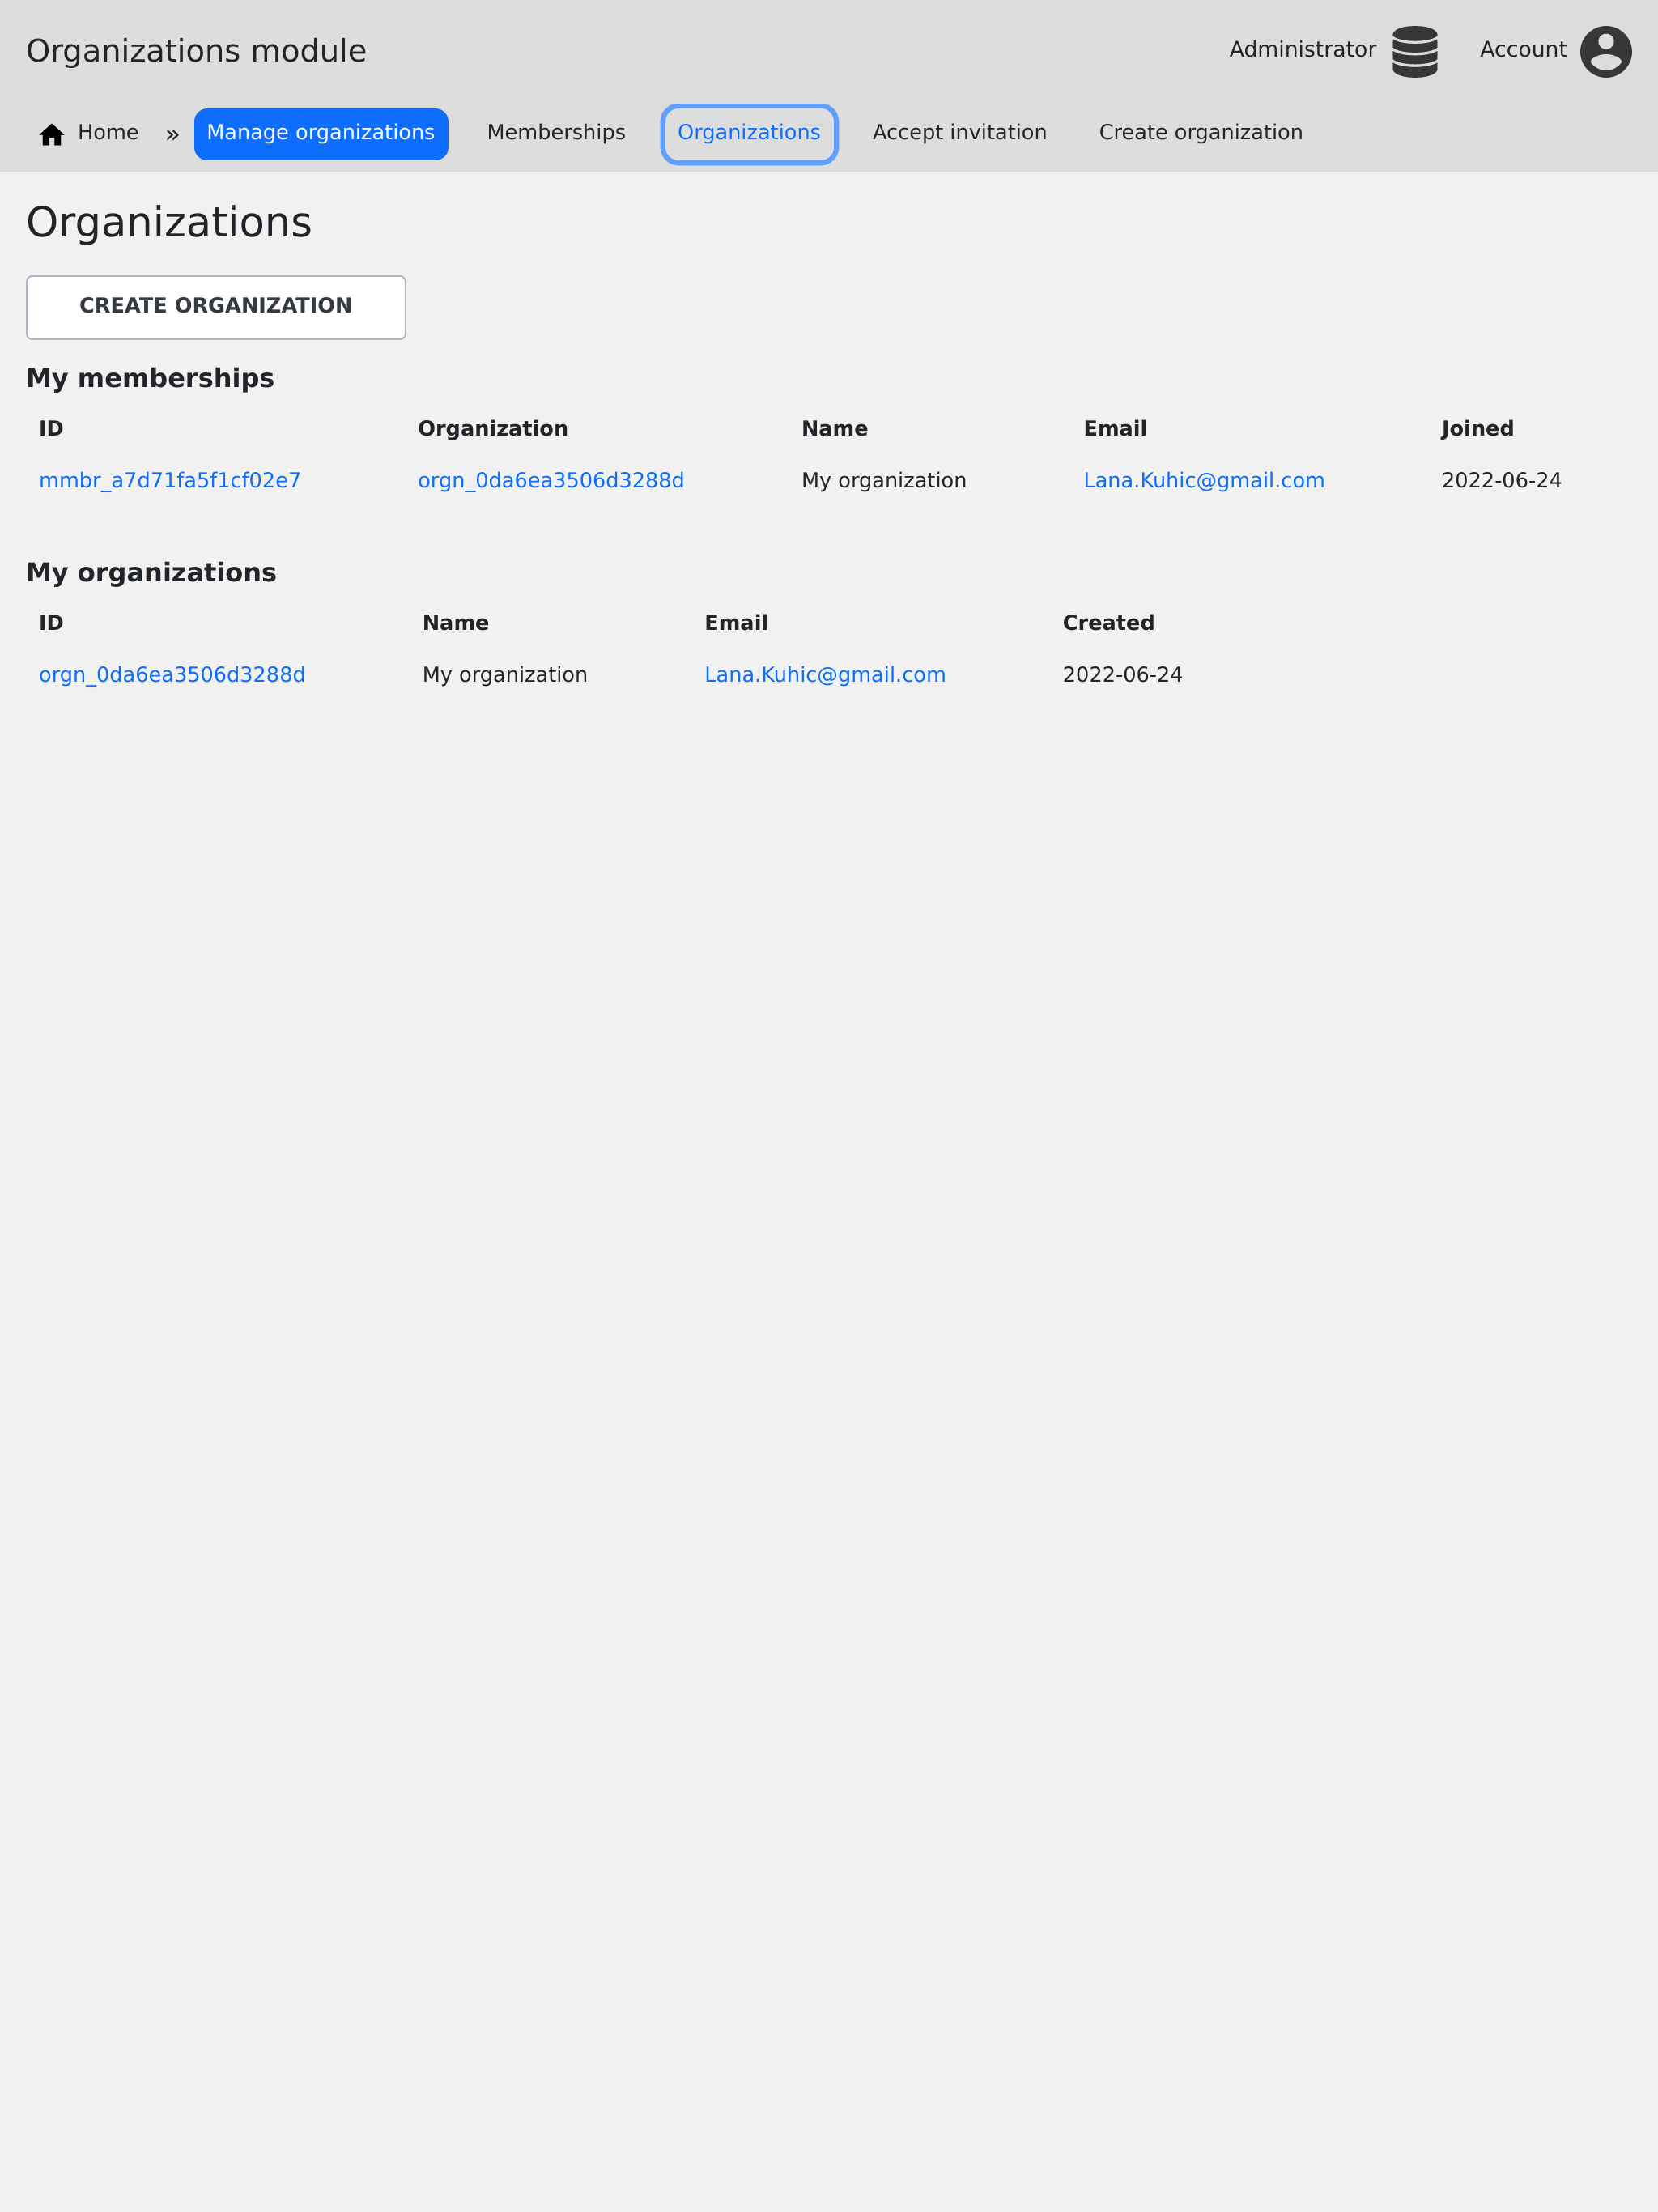 Organizations module
Administrator
Account
Home » Manage organizations Memberships Organizations Accept invitation Create organization
Organizations
CREATE ORGANIZATION
My memberships
ID Organization Name Email Joined
mmbr_a7d71fa5f1cf02e7 orgn_0da6ea3506d3288d My organization Lana.Kuhic@gmail.com 2022-06-24
My organizations
ID Name Email Created
orgn_0da6ea3506d3288d My organization Lana.Kuhic@gmail.com 2022-06-24